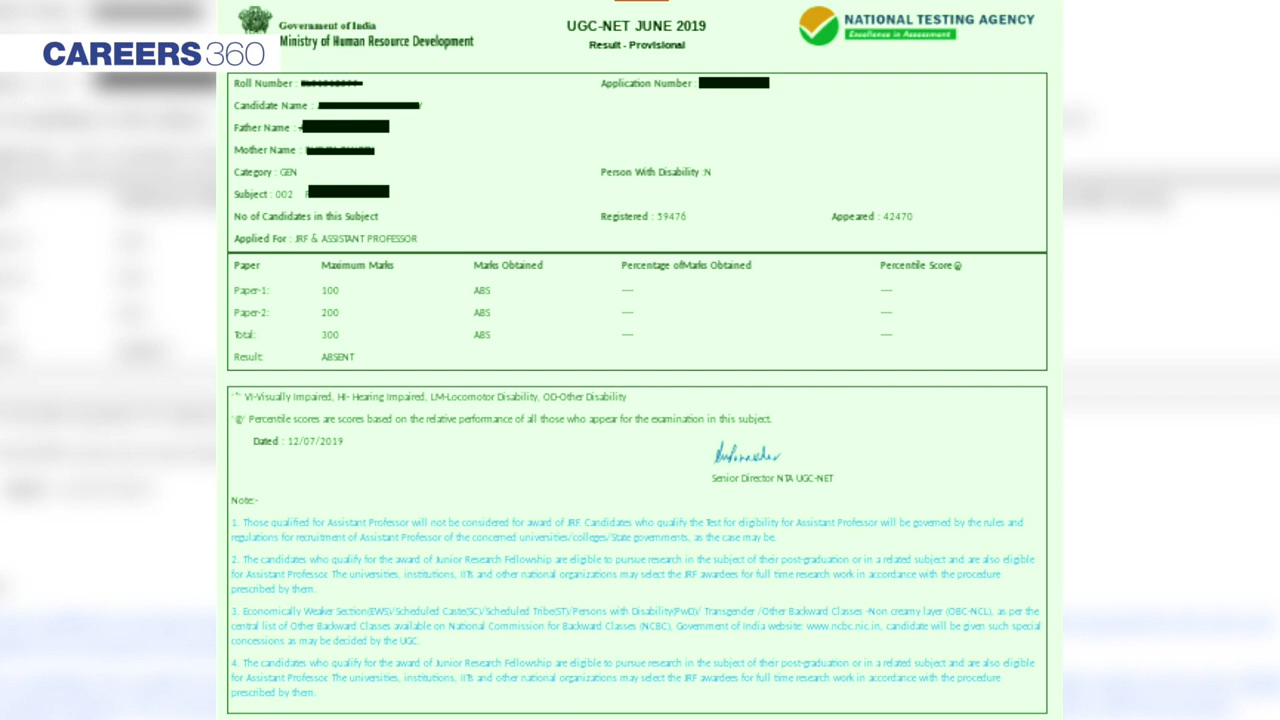 CAREERS360
Government of India
Ministry of Human Resource Development
UGC-NET JUNE 2019
Result - Provisional
NATIONAL TESTING AGENCY
Excellence in Assessment
Roll Number :
Application Number :
Candidate Name :
Father Name :
Mother Name :
Category : GEN
Person With Disability :N
Subject : 002
No of Candidates in this Subject Registered : 59476 Appeared : 42470
Applied For : JRF & ASSISTANT PROFESSOR
Paper Maximum Marks Marks Obtained Percentage ofMarks Obtained Percentile Score@
Paper-1: 100 ABS ---- ----
Paper-2: 200 ABS ---- ----
Total: 300 ABS ---- ----
Result: ABSENT
'*' VI-Visually Impaired, HI- Hearing Impaired, LM-Locomotor Disability, OD-Other Disability
'@' Percentile scores are scores based on the relative performance of all those who appear for the examination in this subject.
Dated : 12/07/2019
Senior Director NTA UGC-NET
Note:-
1. Those qualified for Assistant Professor will not be considered for award of JRF. Candidates who qualify the Test for eligibility for Assistant Professor will be governed by the rules and
regulations for recruitment of Assistant Professor of the concerned universities/colleges/State governments, as the case may be.
2. The candidates who qualify for the award of Junior Research Fellowship are eligible to pursue research in the subject of their post-graduation or in a related subject and are also eligible
for Assistant Professor. The universities, institutions, IITs and other national organizations may select the JRF awardees for full time research work in accordance with the procedure
prescribed by them.
3. Economically Weaker Section(EWS)/Scheduled Caste(SC)/Scheduled Tribe(ST)/Persons with Disability(PwD)/ Transgender /Other Backward Classes -Non creamy layer (OBC-NCL), as per the
central list of Other Backward Classes available on National Commission for Backward Classes (NCBC), Government of India website: www.ncbc.nic.in, candidate will be given such special
concessions as may be decided by the UGC.
4. The candidates who qualify for the award of Junior Research Fellowship are eligible to pursue research in the subject of their post-graduation or in a related subject and are also eligible
for Assistant Professor. The universities, institutions, IITs and other national organizations may select the JRF awardees for full time research work in accordance with the procedure
prescribed by them.